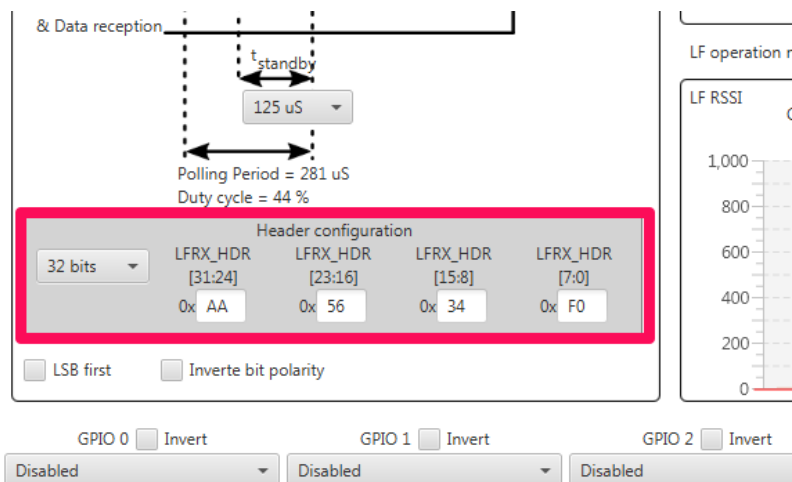 & Data reception
tstandby
125 uS
Polling Period = 281 uS
Duty cycle = 44 %
Header configuration
32 bits
LFRX_HDR LFRX_HDR LFRX_HDR LFRX_HDR
[31:24] [23:16] [15:8] [7:0]
0x AA 0x 56 0x 34 0x F0
LSB first Inverte bit polarity
LF operation
LF RSSI
1,000
800
600
400
200
0
GPIO 0 Invert GPIO 1 Invert GPIO 2 Invert
Disabled Disabled Disabled